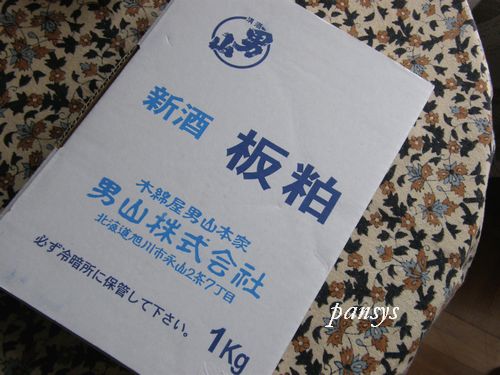 清酒
男山
新酒 板粕
木綿屋男山本家
男山株式会社
北海道旭川市永山2条7丁目
必ず冷暗所に保管して下さい。
1Kg
pansys